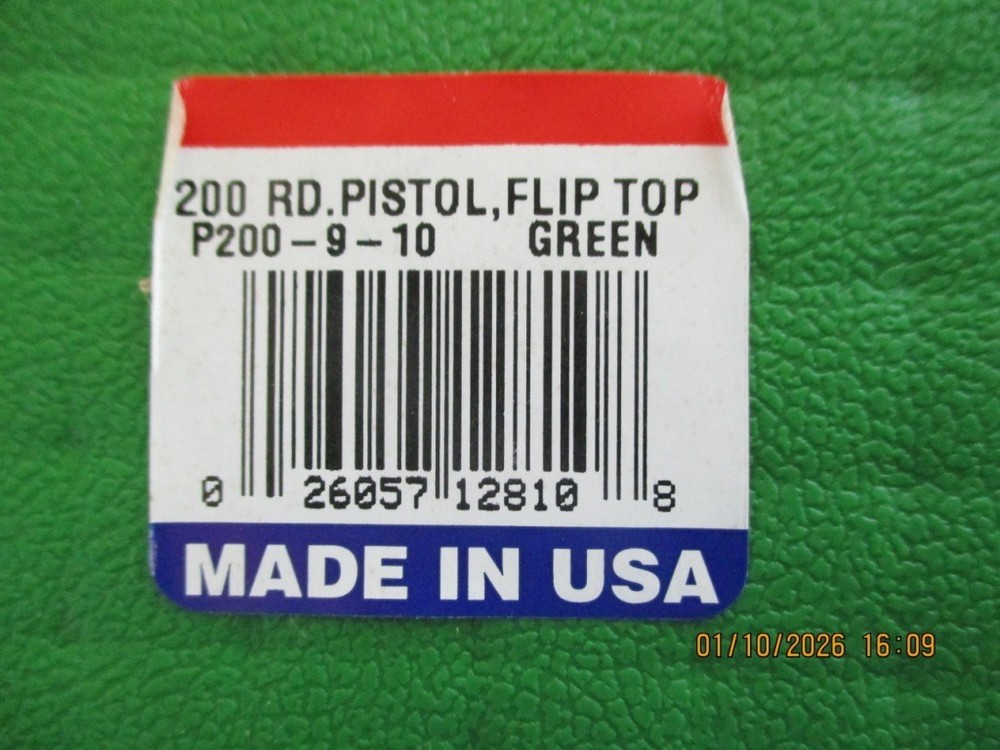 200 RD.PISTOL,FLIP TOP
P200-9-10 GREEN
0 26057 12810 8
MADE IN USA
01/10/2026 16:09